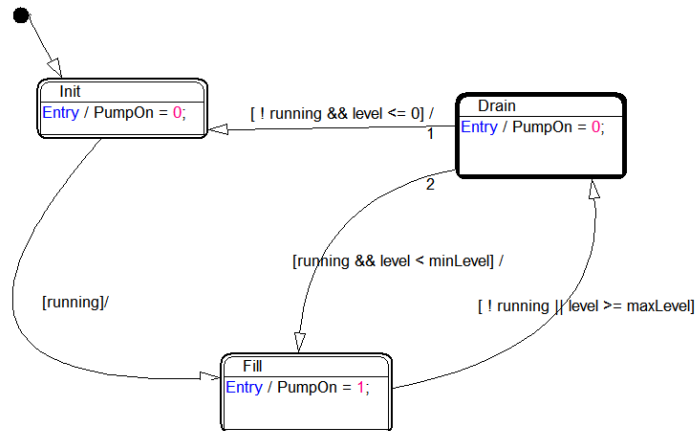 Init
Entry / PumpOn = 0;
[ ! running && level <= 0] /
1
Drain
Entry / PumpOn = 0;
2
[running && level < minLevel] /
[running]/
[ ! running || level >= maxLevel]
Fill
Entry / PumpOn = 1;